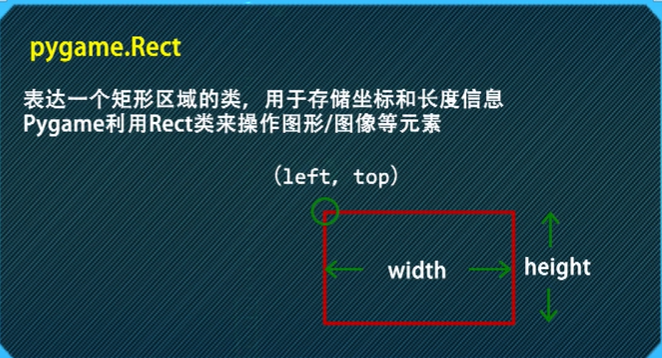 pygame.Rect
表达一个矩形区域的类，用于存储坐标和长度信息
Pygame利用Rect类来操作图形/图像等元素
(left, top)
width
height